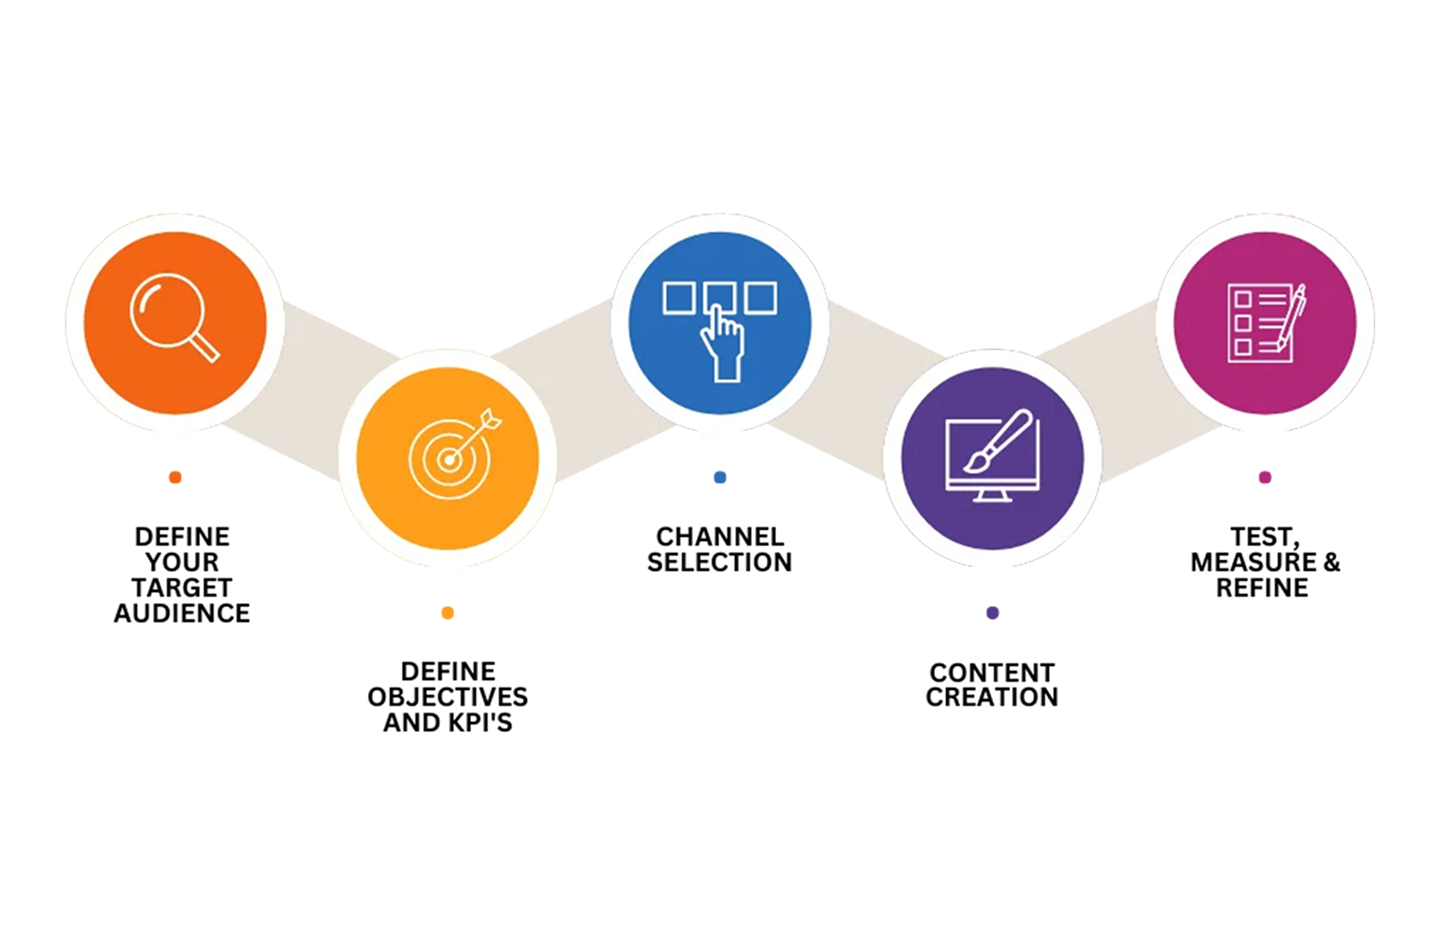 DEFINE
YOUR
TARGET
AUDIENCE
DEFINE
OBJECTIVES
AND KPI'S
CHANNEL
SELECTION
CONTENT
CREATION
TEST,
MEASURE &
REFINE